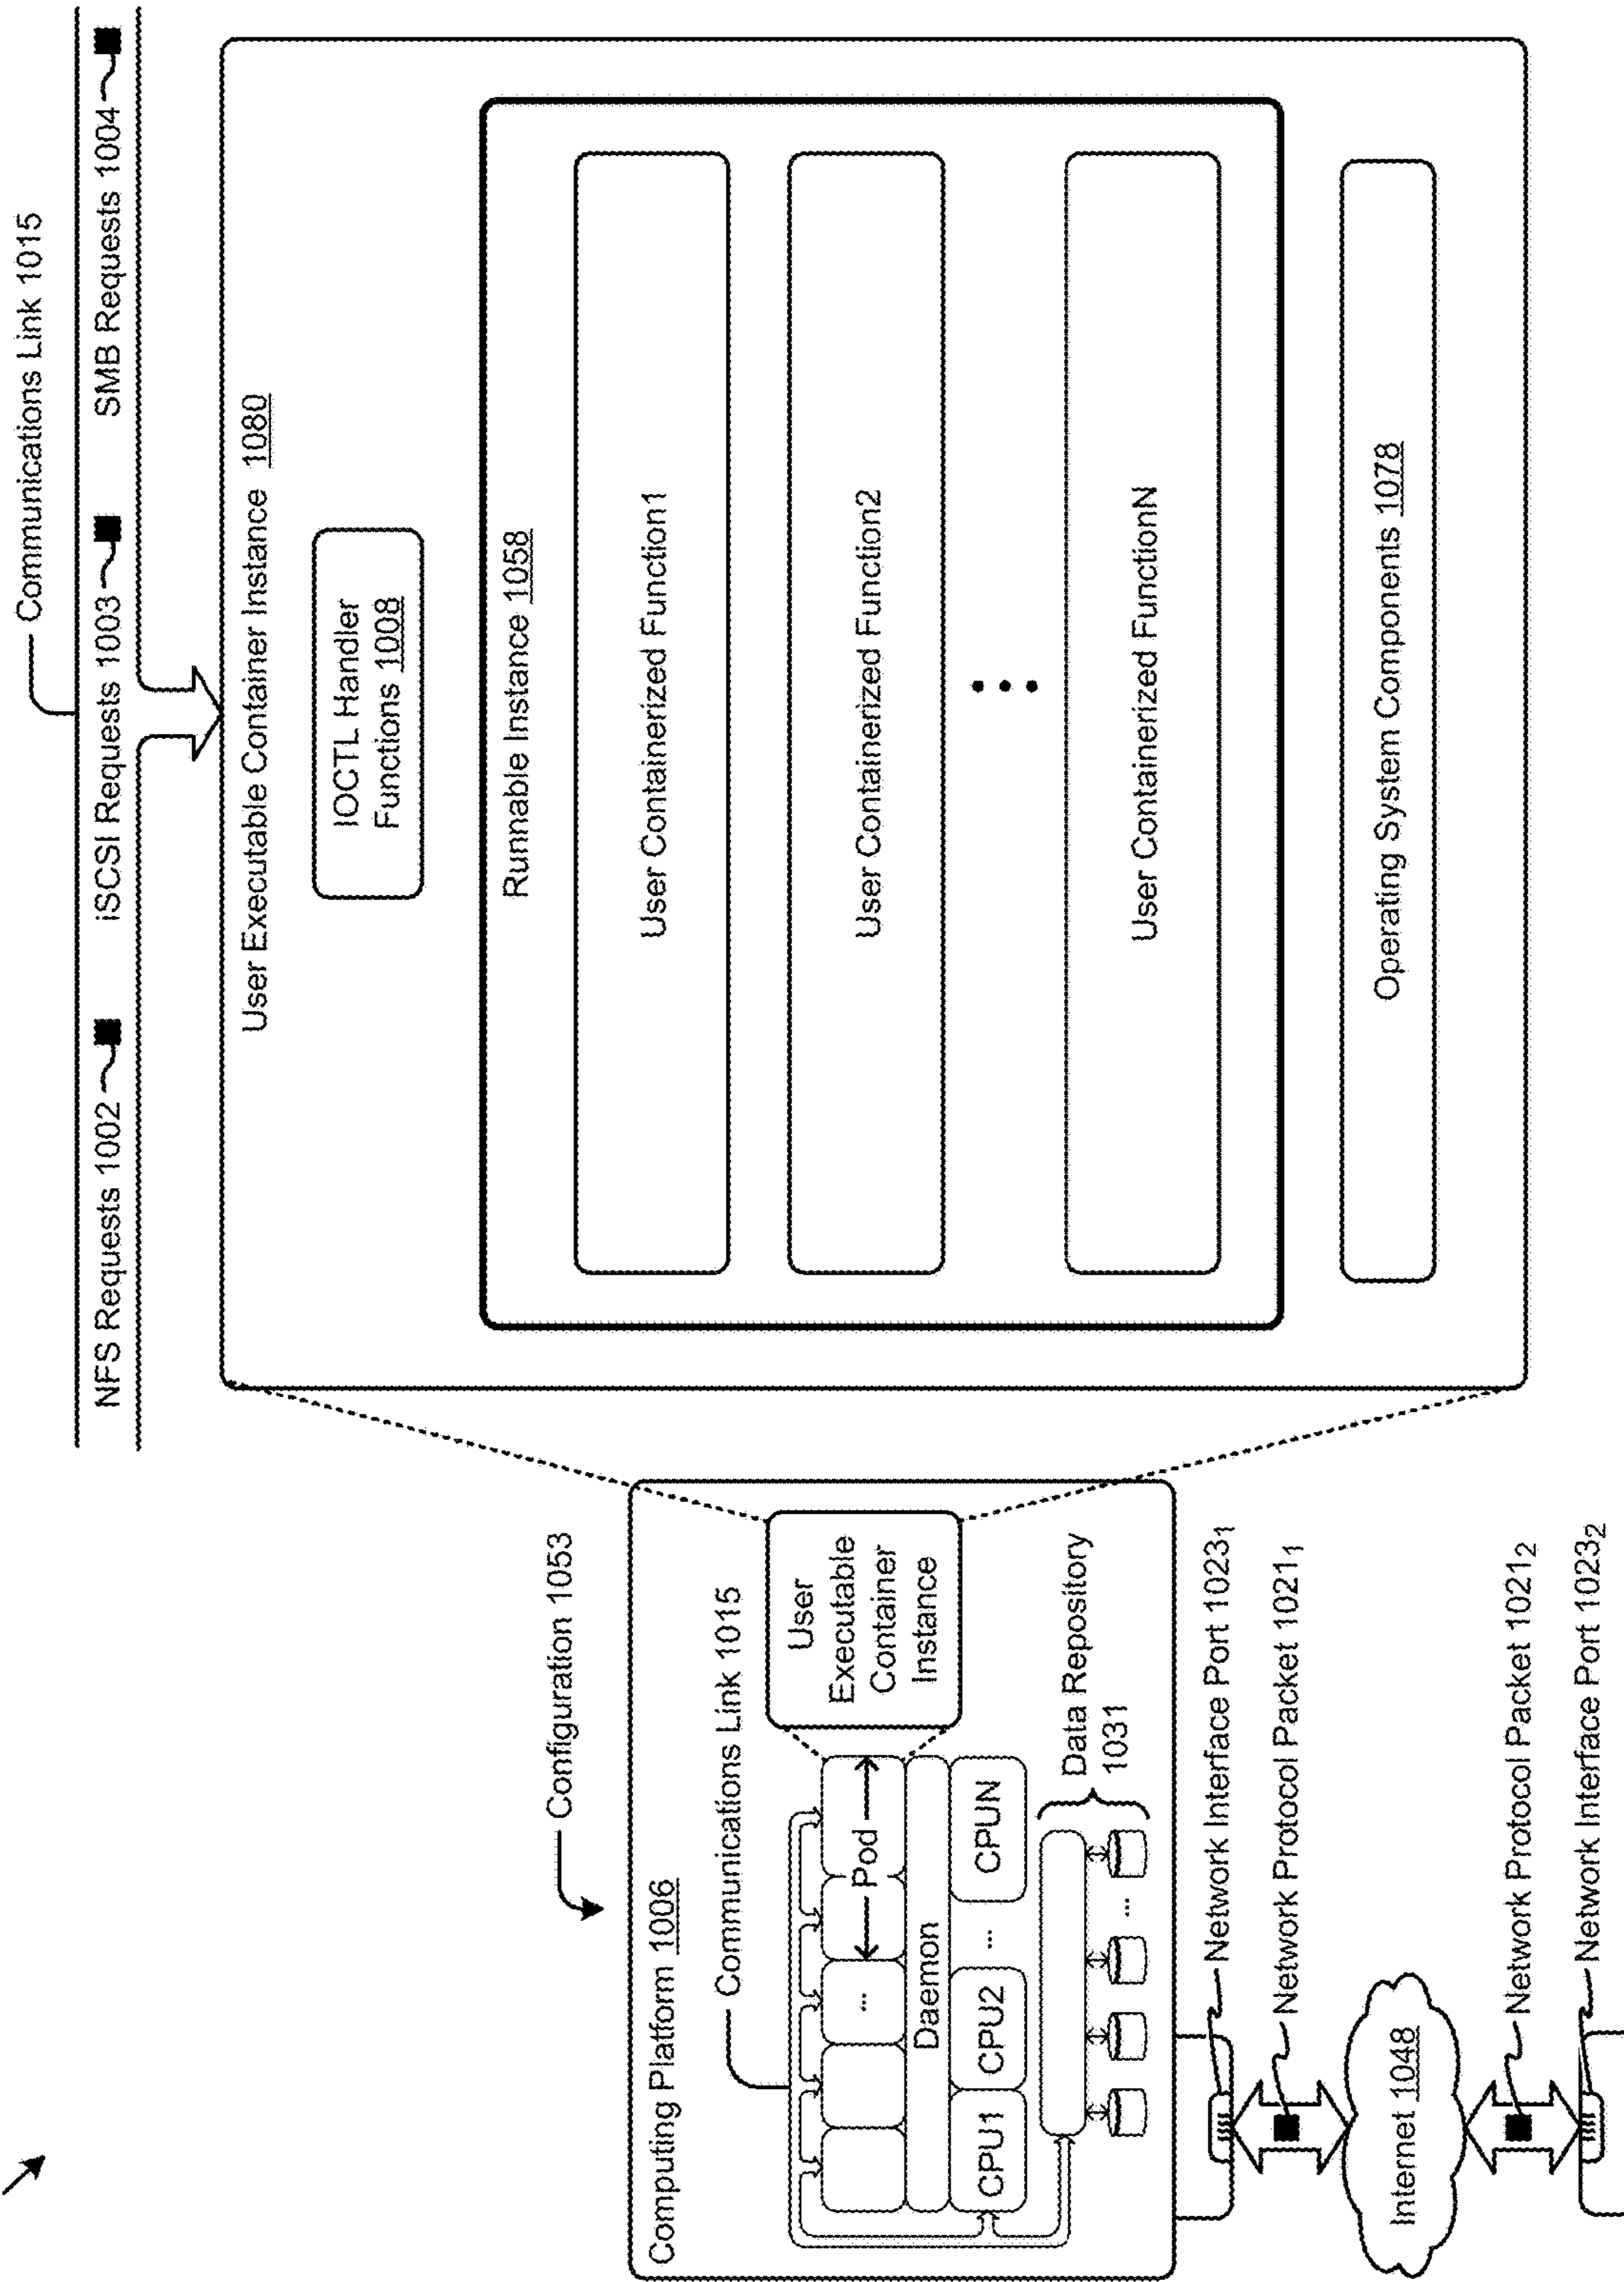 Communications Link 1015
NFS Requests 1002
iSCSI Requests 1003
SMB Requests 1004
User Executable Container Instance 1080
IOCTL Handler
Functions 1008
Runnable Instance 1058
User Containerized Function1
User Containerized Function2
User Containerized FunctionN
Operating System Components 1078
Configuration 1053
Computing Platform 1006
Communications Link 1015
User
Executable
Container
Instance
...
Pod
Daemon
CPU1
CPU2
...
CPUN
Data Repository
1031
...
Network Interface Port 1023₁
Network Protocol Packet 1021₁
Internet 1048
Network Protocol Packet 1021₂
Network Interface Port 1023₂